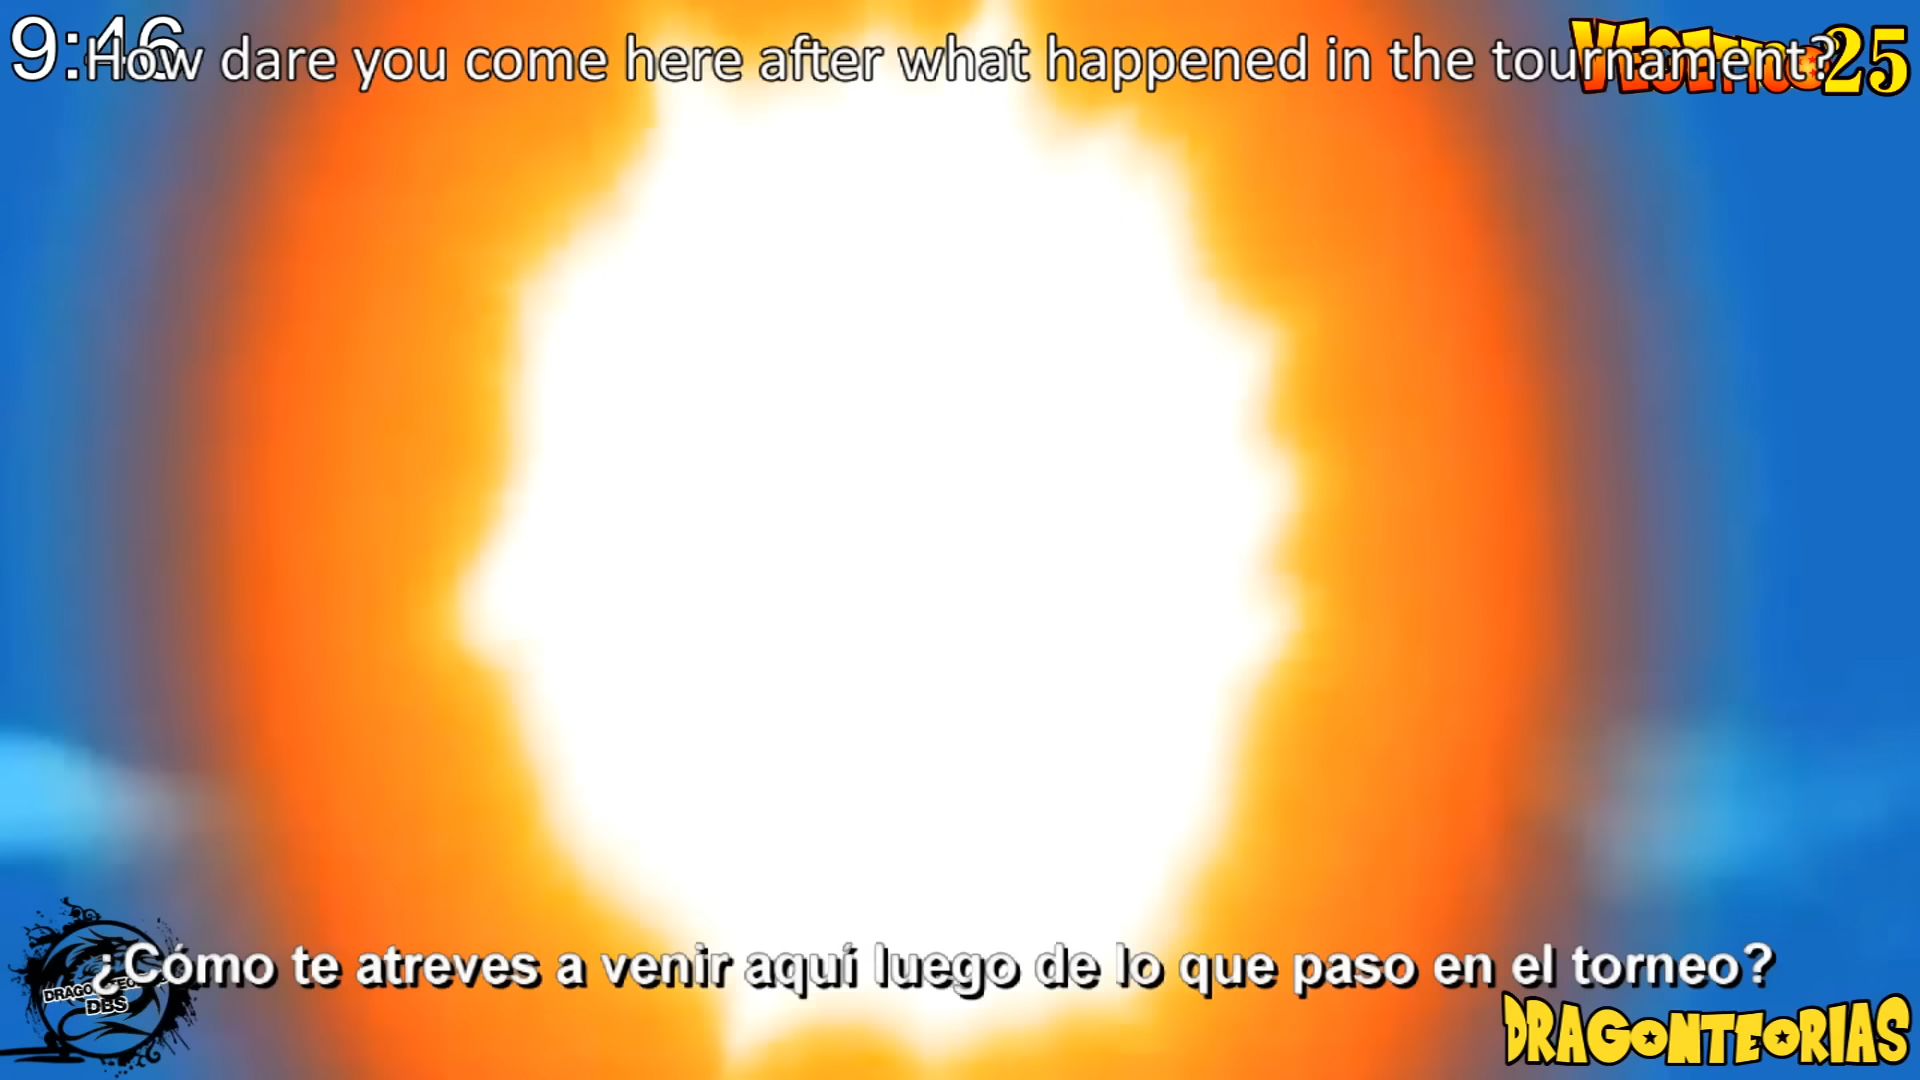 9:46
How dare you come here after what happened in the tournament?
VEGETTO 25
¿Cómo te atreves a venir aquí luego de lo que paso en el torneo?
DBS
DRAGONTEORIAS